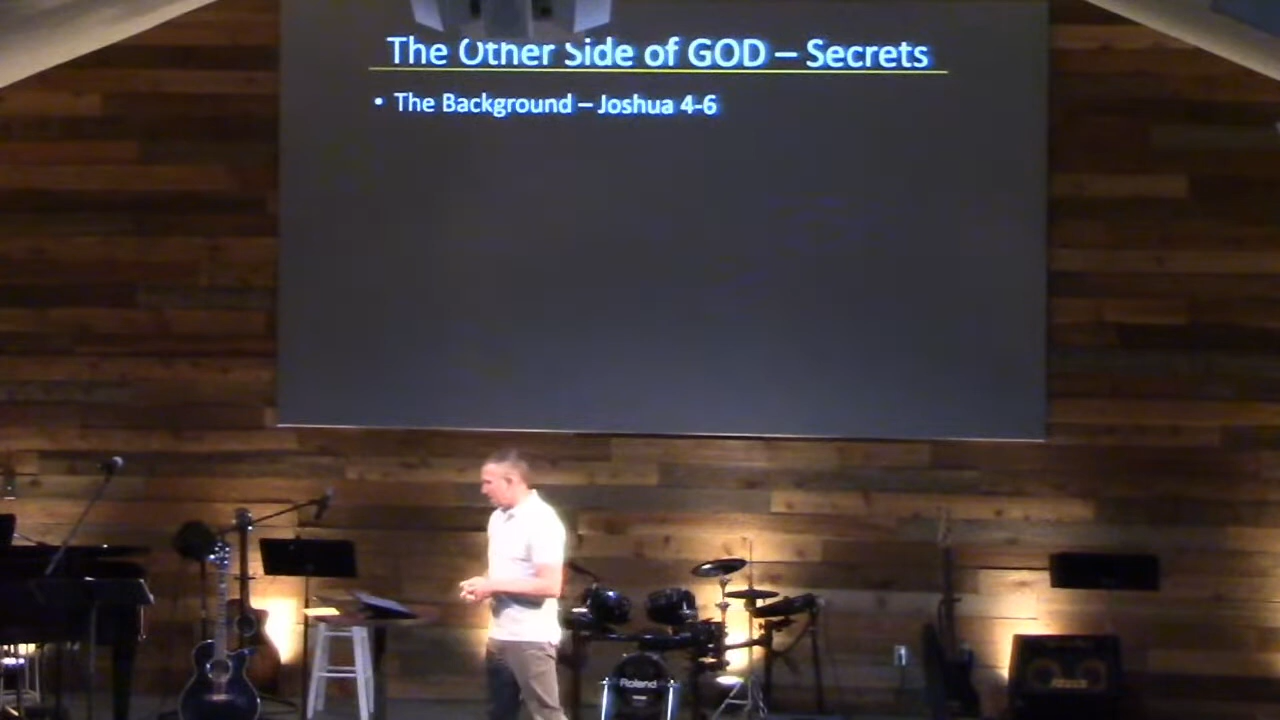 The Other Side of GOD – Secrets
• The Background – Joshua 4-6
Roland